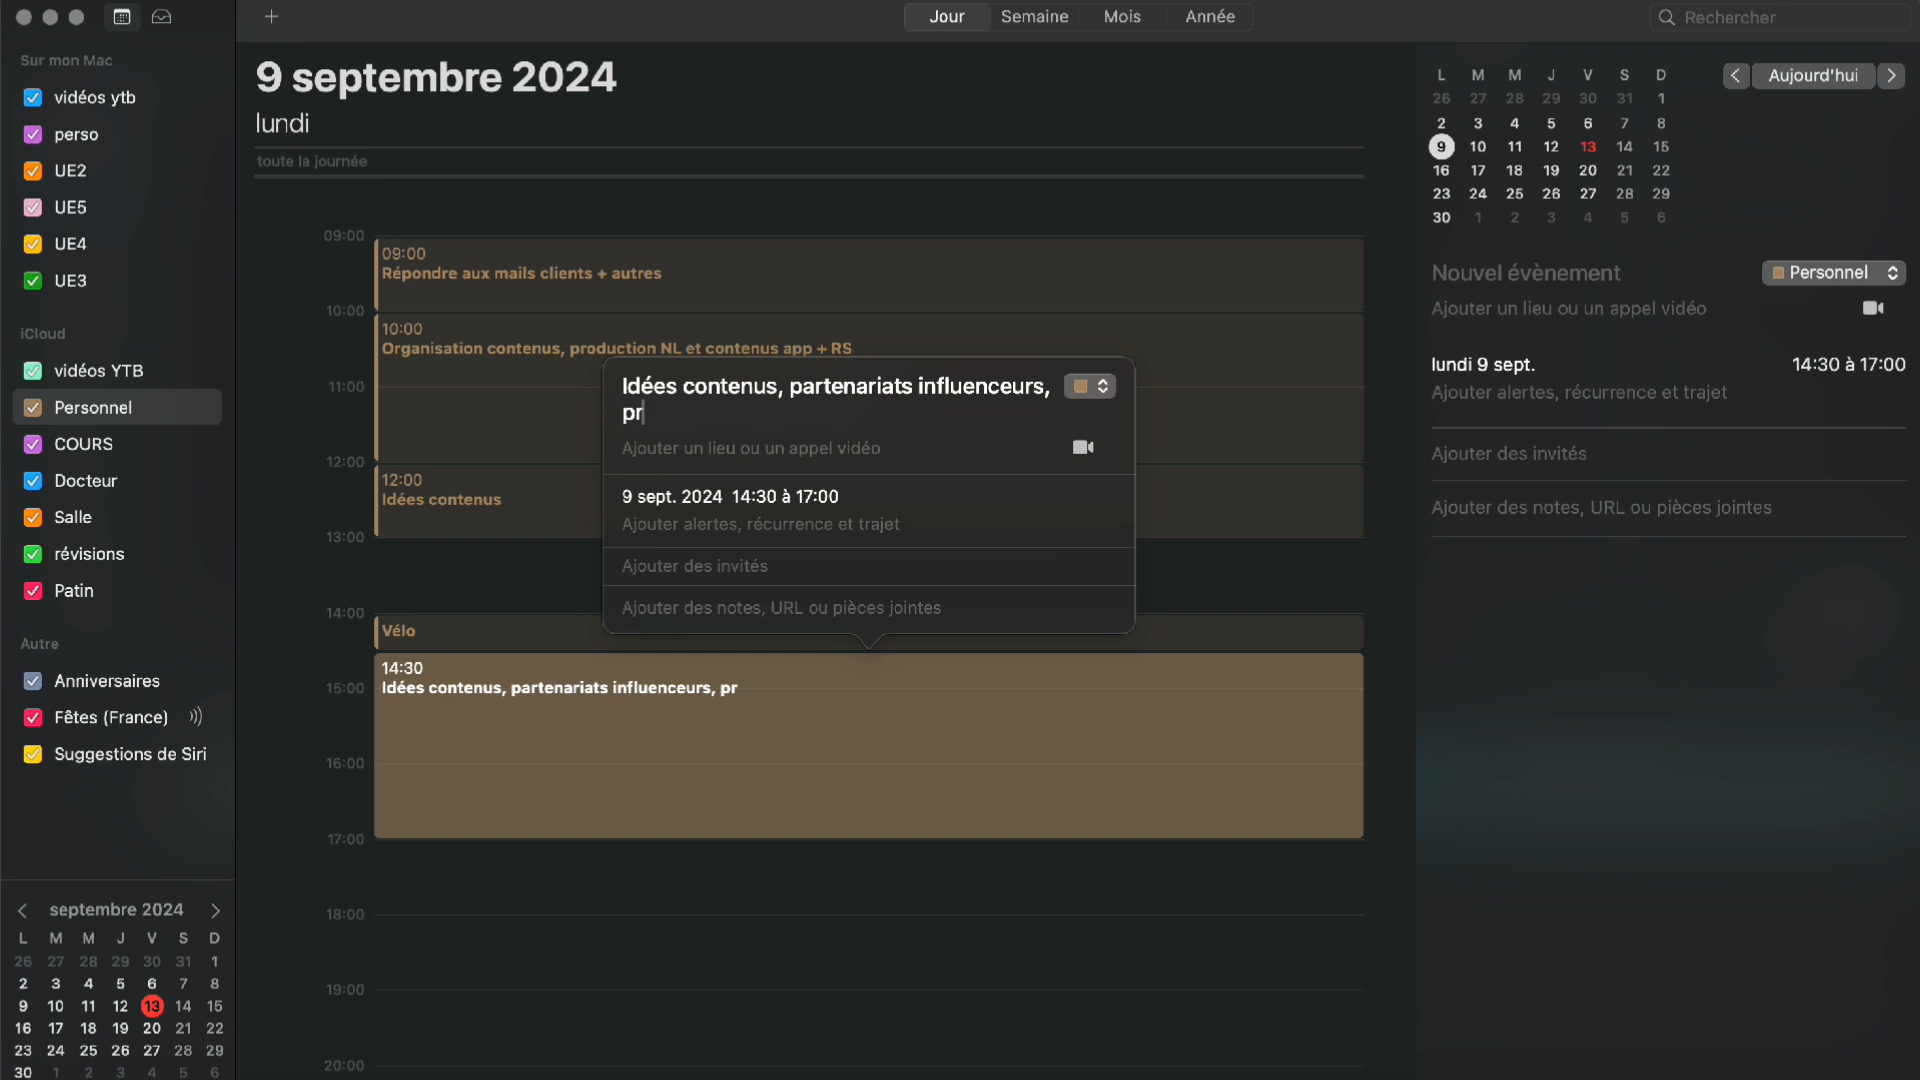 Sur mon Mac
vidéos ytb
perso
UE2
UE5
UE4
UE3
iCloud
vidéos YTB
Personnel
COURS
Docteur
Salle
révisions
Patin
Autre
Anniversaires
Fêtes (France)
Suggestions de Siri
septembre 2024
L M M J V S D
26 27 28 29 30 31 1
2 3 4 5 6 7 8
9 10 11 12 13 14 15
16 17 18 19 20 21 22
23 24 25 26 27 28 29
30 1 2 3 4 5 6
Jour Semaine Mois Année
Rechercher
9 septembre 2024
lundi
toute la journée
09:00
09:00
Répondre aux mails clients + autres
10:00
10:00
Organisation contenus, production NL et contenus app + RS
11:00
12:00
12:00
Idées contenus
13:00
14:00
Vélo
14:30
Idées contenus, partenariats influenceurs, pr
15:00
16:00
17:00
18:00
19:00
20:00
Idées contenus, partenariats influenceurs,
pr
Ajouter un lieu ou un appel vidéo
9 sept. 2024 14:30 à 17:00
Ajouter alertes, récurrence et trajet
Ajouter des invités
Ajouter des notes, URL ou pièces jointes
L M M J V S D
26 27 28 29 30 31 1
2 3 4 5 6 7 8
9 10 11 12 13 14 15
16 17 18 19 20 21 22
23 24 25 26 27 28 29
30 1 2 3 4 5 6
Aujourd'hui
Nouvel évènement
Personnel
Ajouter un lieu ou un appel vidéo
lundi 9 sept. 14:30 à 17:00
Ajouter alertes, récurrence et trajet
Ajouter des invités
Ajouter des notes, URL ou pièces jointes